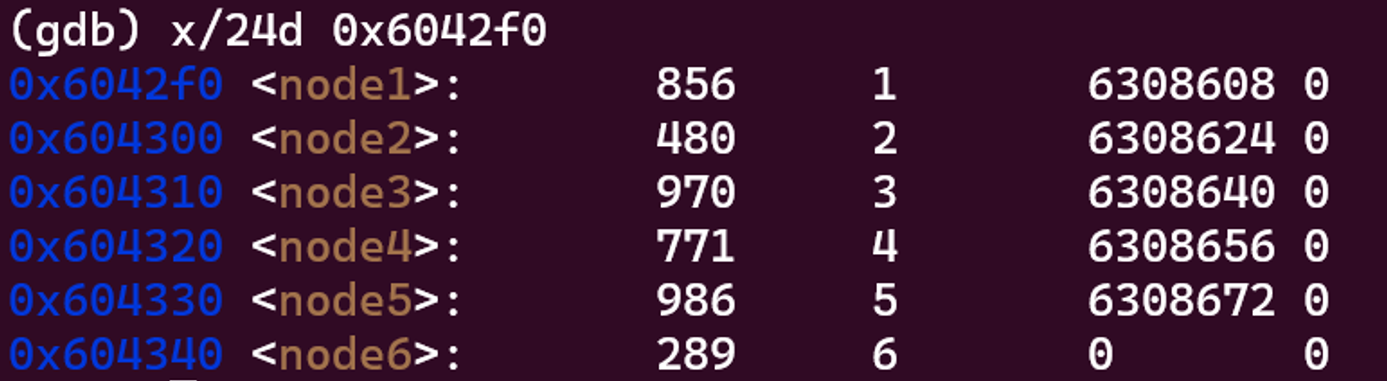 (gdb) x/24d 0x6042f0
0x6042f0 <node1>: 856 1 6308608 0
0x604300 <node2>: 480 2 6308624 0
0x604310 <node3>: 970 3 6308640 0
0x604320 <node4>: 771 4 6308656 0
0x604330 <node5>: 986 5 6308672 0
0x604340 <node6>: 289 6 0 0